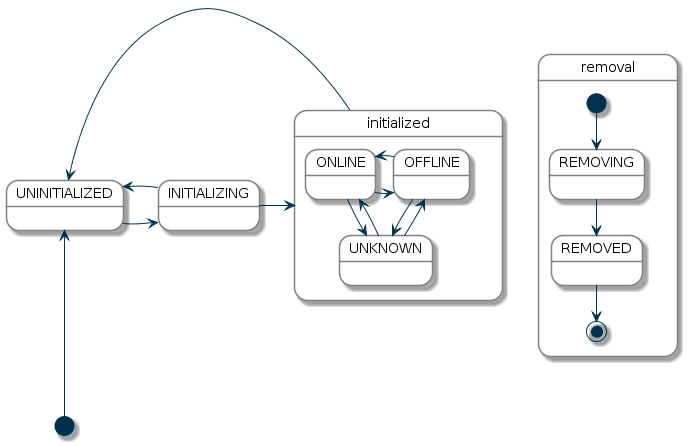 removal
initialized
ONLINE
OFFLINE
REMOVING
UNINITIALIZED
INITIALIZING
UNKNOWN
REMOVED